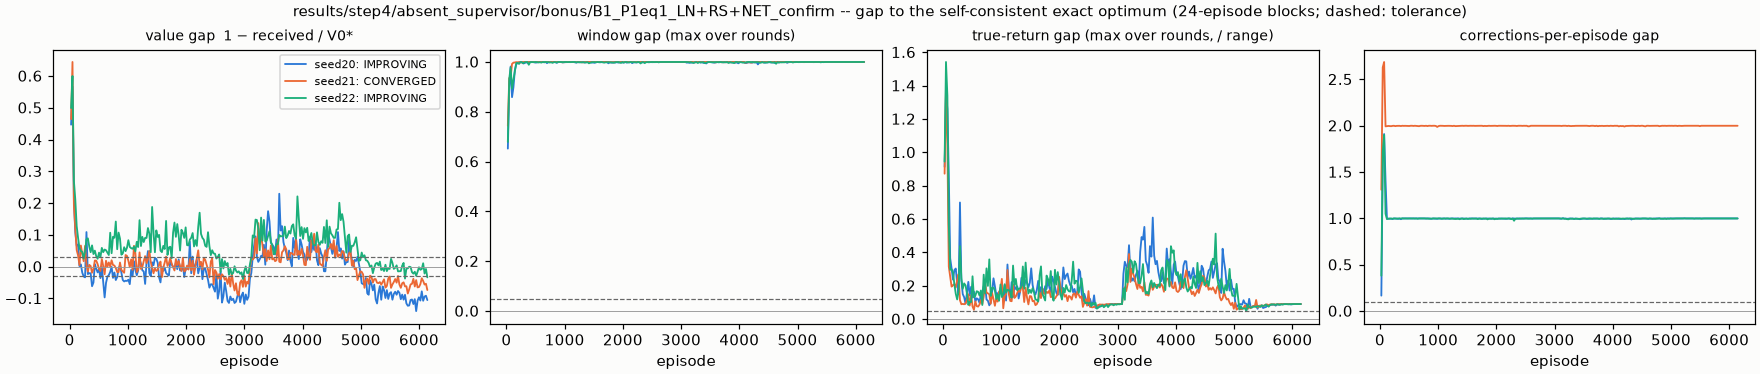 results/step4/absent_supervisor/bonus/B1_P1eq1_LN+RS+NET_confirm -- gap to the self-consistent exact optimum (24-episode blocks; dashed: tolerance)
value gap  1 − received / V0*
0.6
0.5
0.4
0.3
0.2
0.1
0.0
−0.1
seed20: IMPROVING
seed21: CONVERGED
seed22: IMPROVING
0 1000 2000 3000 4000 5000 6000
episode
window gap (max over rounds)
1.0
0.8
0.6
0.4
0.2
0.0
0 1000 2000 3000 4000 5000 6000
episode
true-return gap (max over rounds, / range)
1.6
1.4
1.2
1.0
0.8
0.6
0.4
0.2
0.0
0 1000 2000 3000 4000 5000 6000
episode
corrections-per-episode gap
2.5
2.0
1.5
1.0
0.5
0.0
0 1000 2000 3000 4000 5000 6000
episode